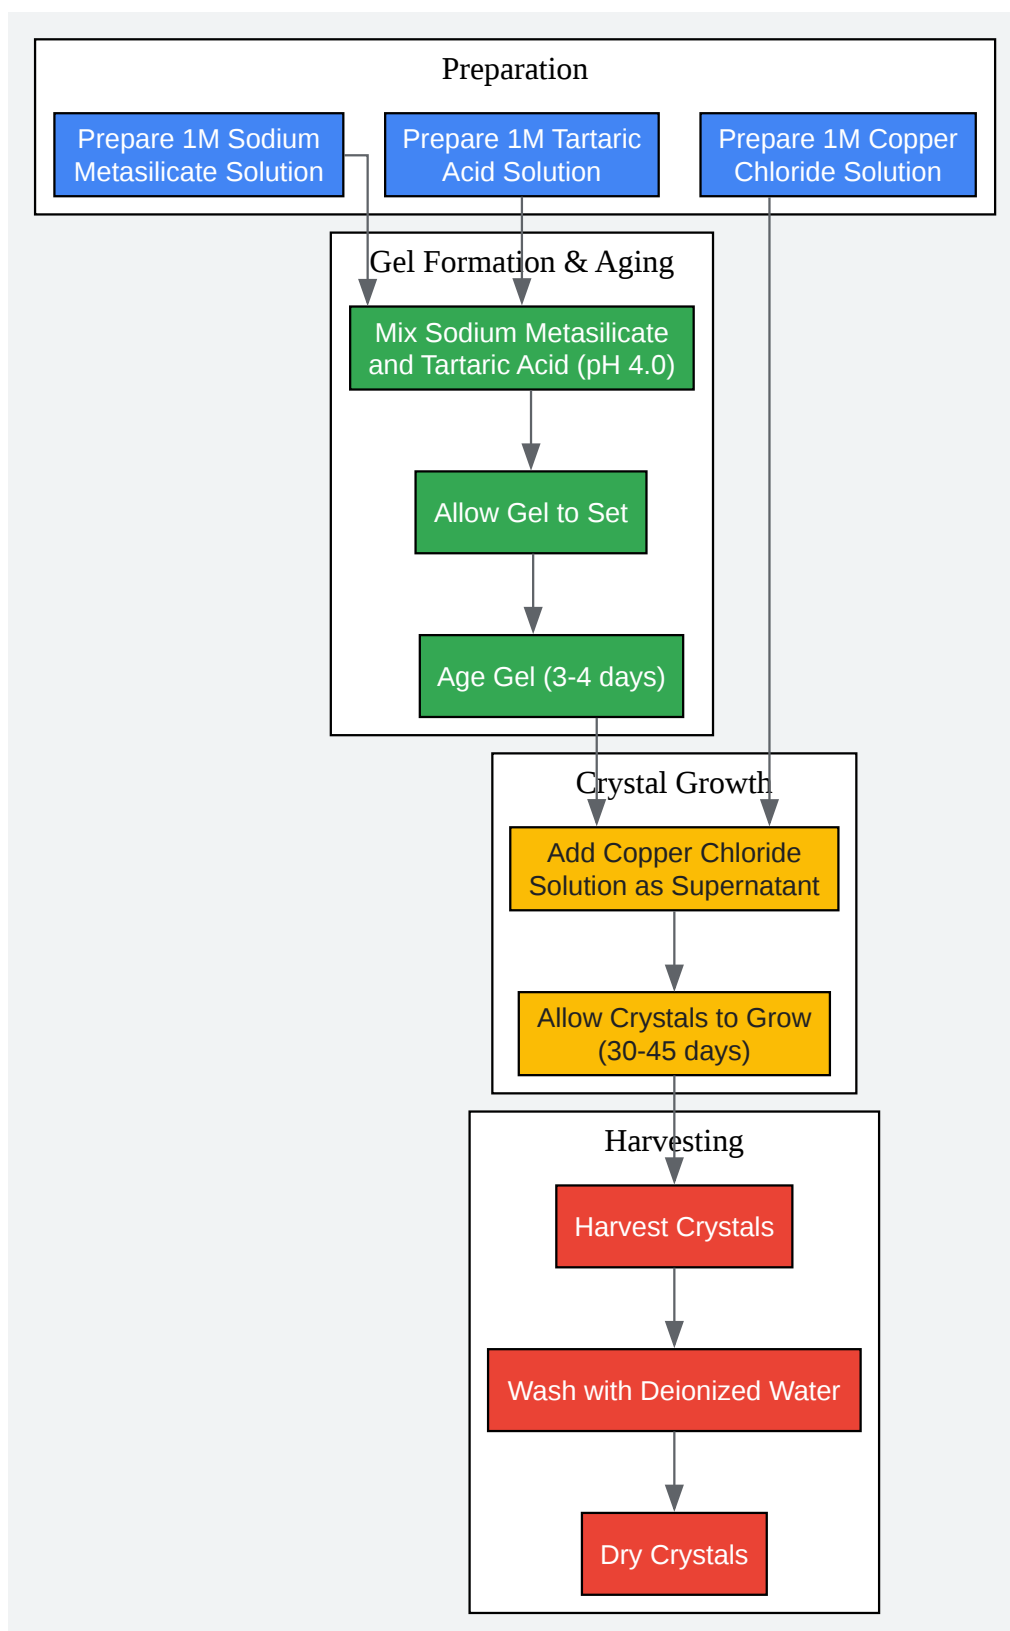 Preparation
Prepare 1M Sodium
Metasilicate Solution
Prepare 1M Tartaric
Acid Solution
Prepare 1M Copper
Chloride Solution
Gel Formation & Aging
Mix Sodium Metasilicate
and Tartaric Acid (pH 4.0)
Allow Gel to Set
Age Gel (3-4 days)
Crystal Growth
Add Copper Chloride
Solution as Supernatant
Allow Crystals to Grow
(30-45 days)
Harvesting
Harvest Crystals
Wash with Deionized Water
Dry Crystals